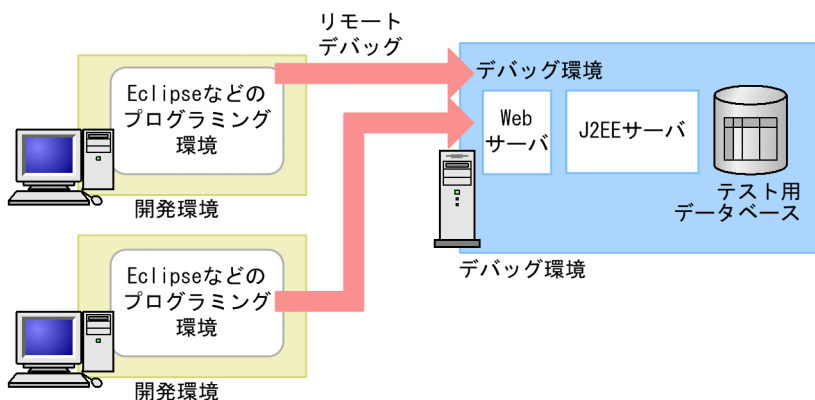 リモート
デバッグ
Eclipseなどの
プログラミング
環境
開発環境
デバッグ環境
Web
サーバ
J2EEサーバ
テスト用
データベース
デバッグ環境
Eclipseなどの
プログラミング
環境
開発環境